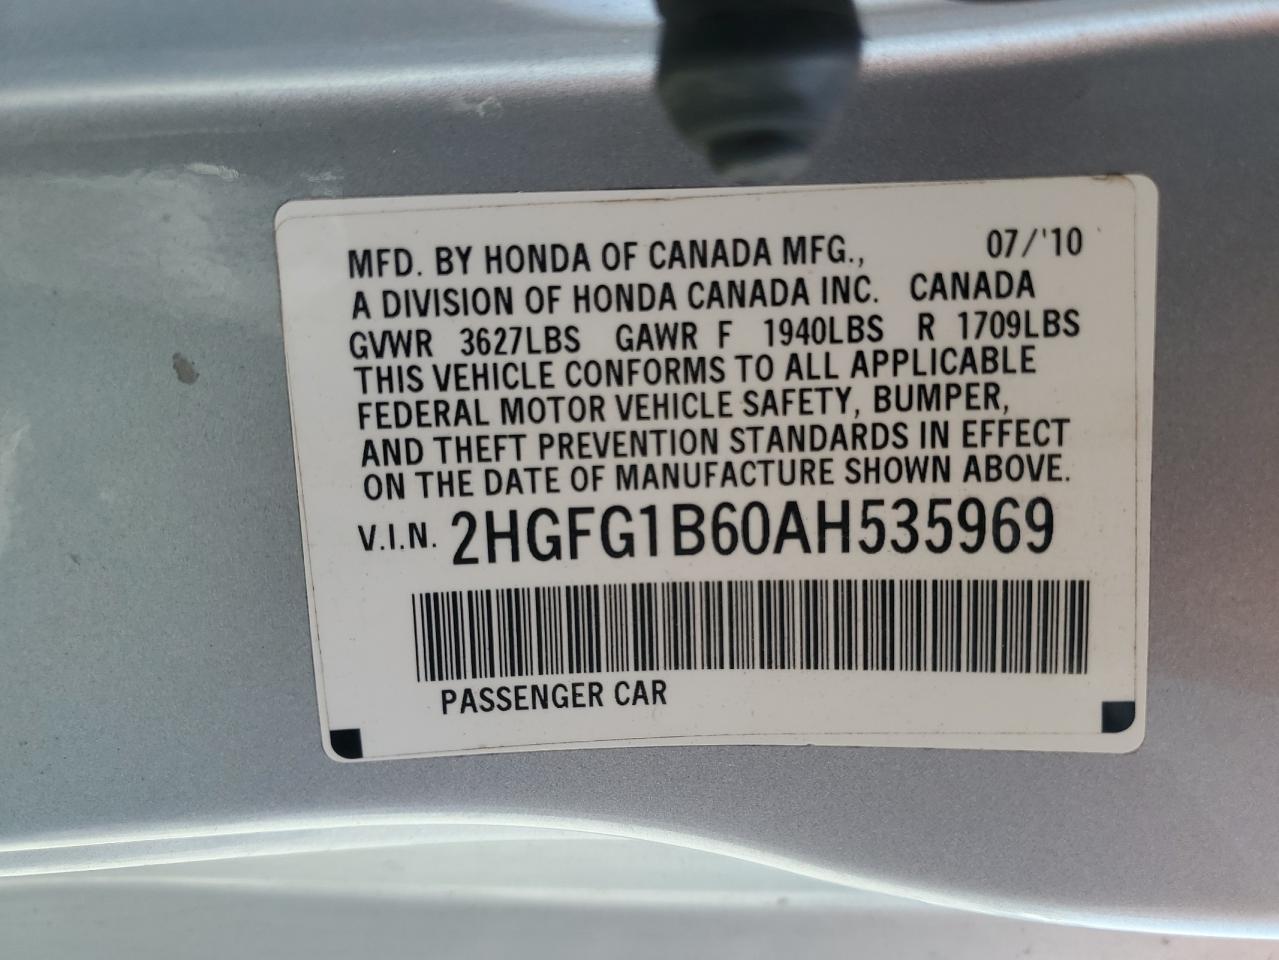 MFD. BY HONDA OF CANADA MFG., 07/'10
A DIVISION OF HONDA CANADA INC. CANADA
GVWR 3627LBS GAWR F 1940LBS R 1709LBS
THIS VEHICLE CONFORMS TO ALL APPLICABLE
FEDERAL MOTOR VEHICLE SAFETY, BUMPER,
AND THEFT PREVENTION STANDARDS IN EFFECT
ON THE DATE OF MANUFACTURE SHOWN ABOVE.
V.I.N. 2HGFG1B60AH535969
PASSENGER CAR